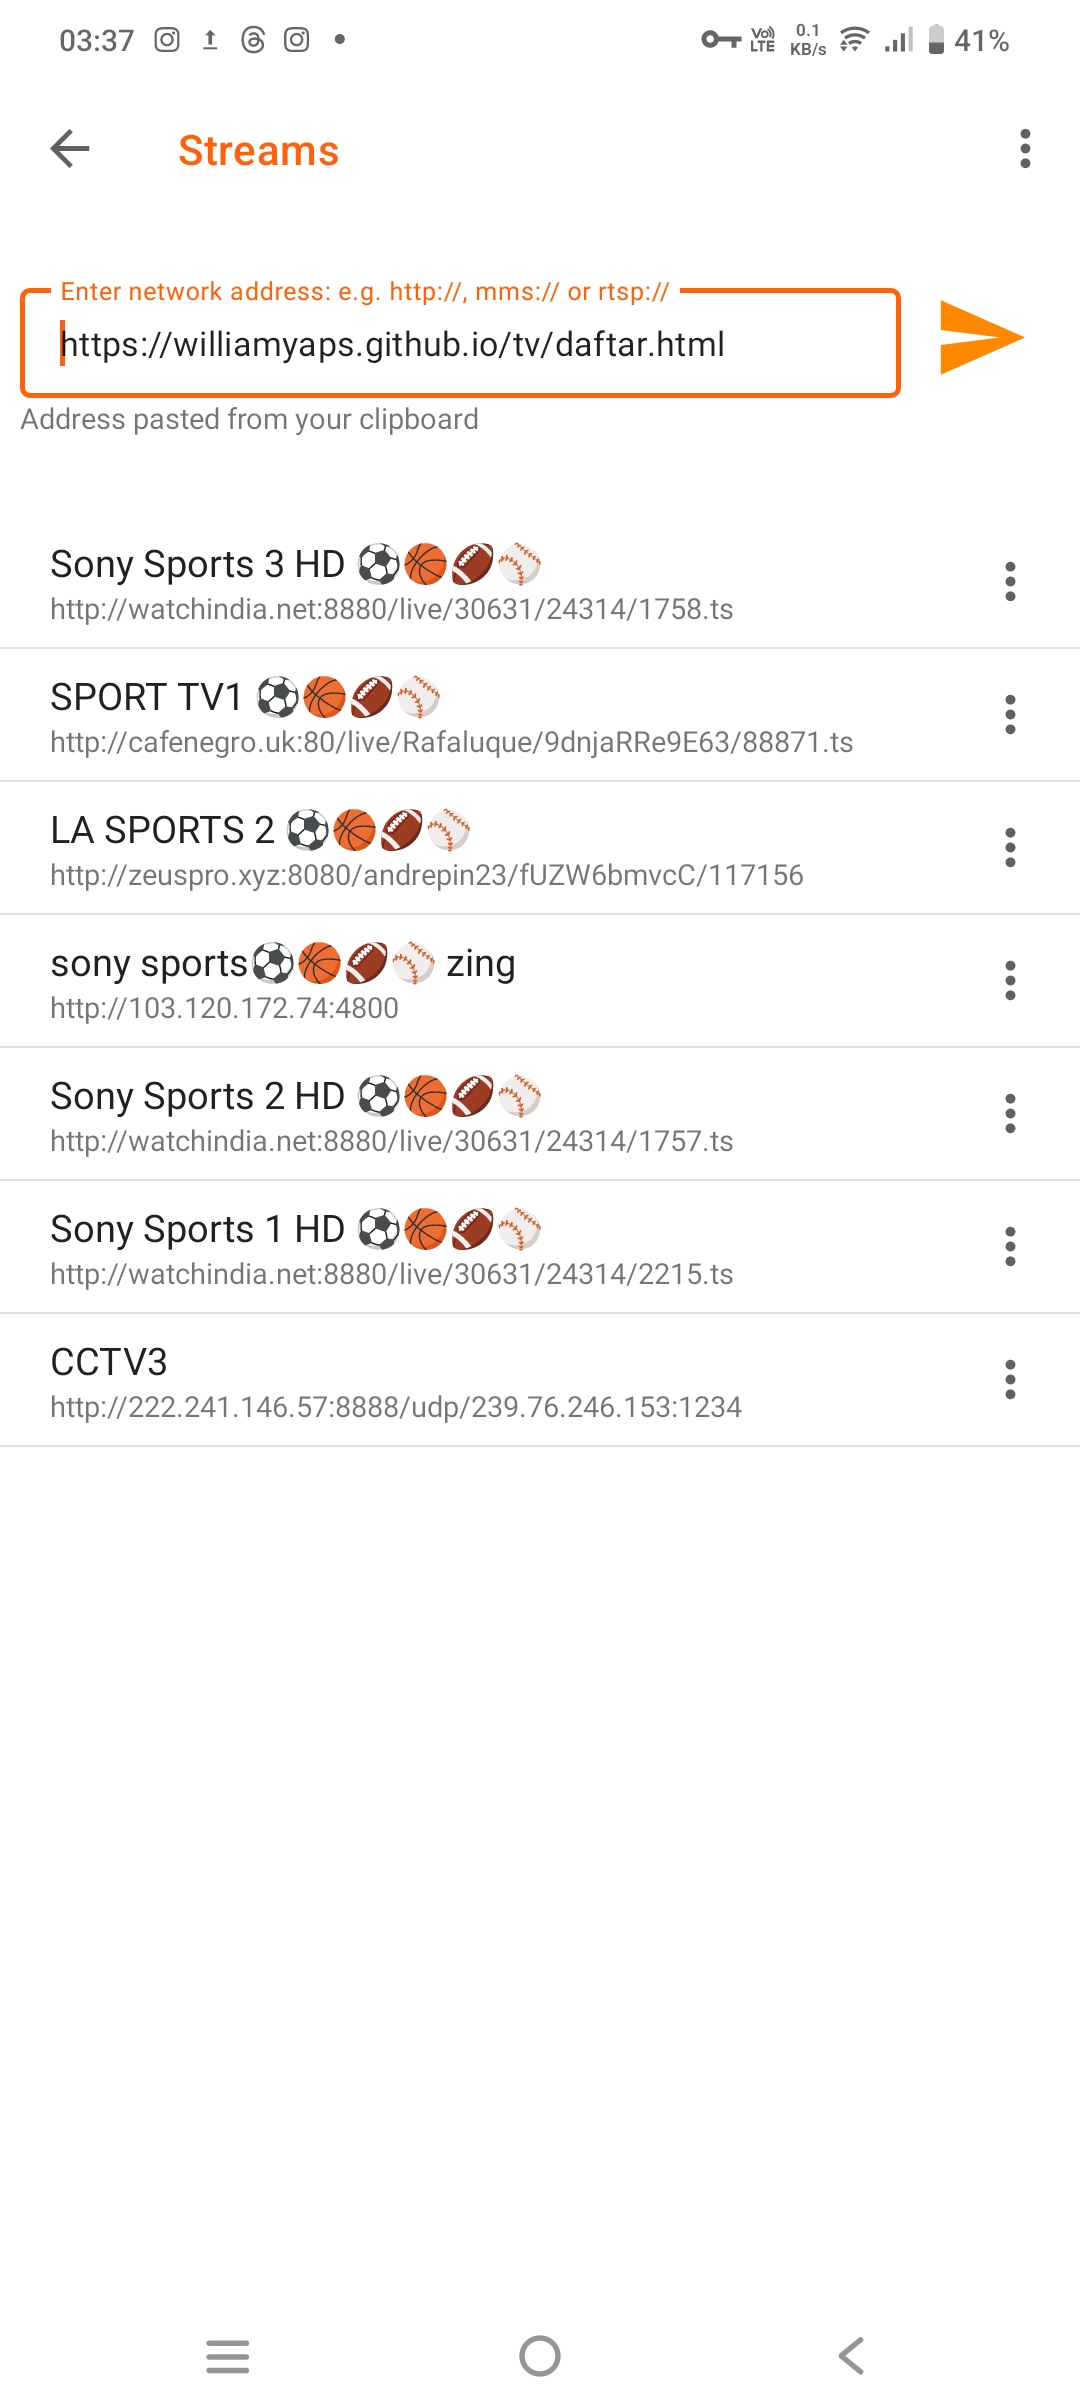 03:37 Vo)) LTE 0.1 KB/s 41%
Streams
Enter network address: e.g. http://, mms:// or rtsp://
https://williamyaps.github.io/tv/daftar.html
Address pasted from your clipboard
Sony Sports 3 HD ⚽🏀🏈⚾
http://watchindia.net:8880/live/30631/24314/1758.ts
SPORT TV1 ⚽🏀🏈⚾
http://cafenegro.uk:80/live/Rafaluque/9dnjaRRe9E63/88871.ts
LA SPORTS 2 ⚽🏀🏈⚾
http://zeuspro.xyz:8080/andrepin23/fUZW6bmvcC/117156
sony sports⚽🏀🏈⚾ zing
http://103.120.172.74:4800
Sony Sports 2 HD ⚽🏀🏈⚾
http://watchindia.net:8880/live/30631/24314/1757.ts
Sony Sports 1 HD ⚽🏀🏈⚾
http://watchindia.net:8880/live/30631/24314/2215.ts
CCTV3
http://222.241.146.57:8888/udp/239.76.246.153:1234